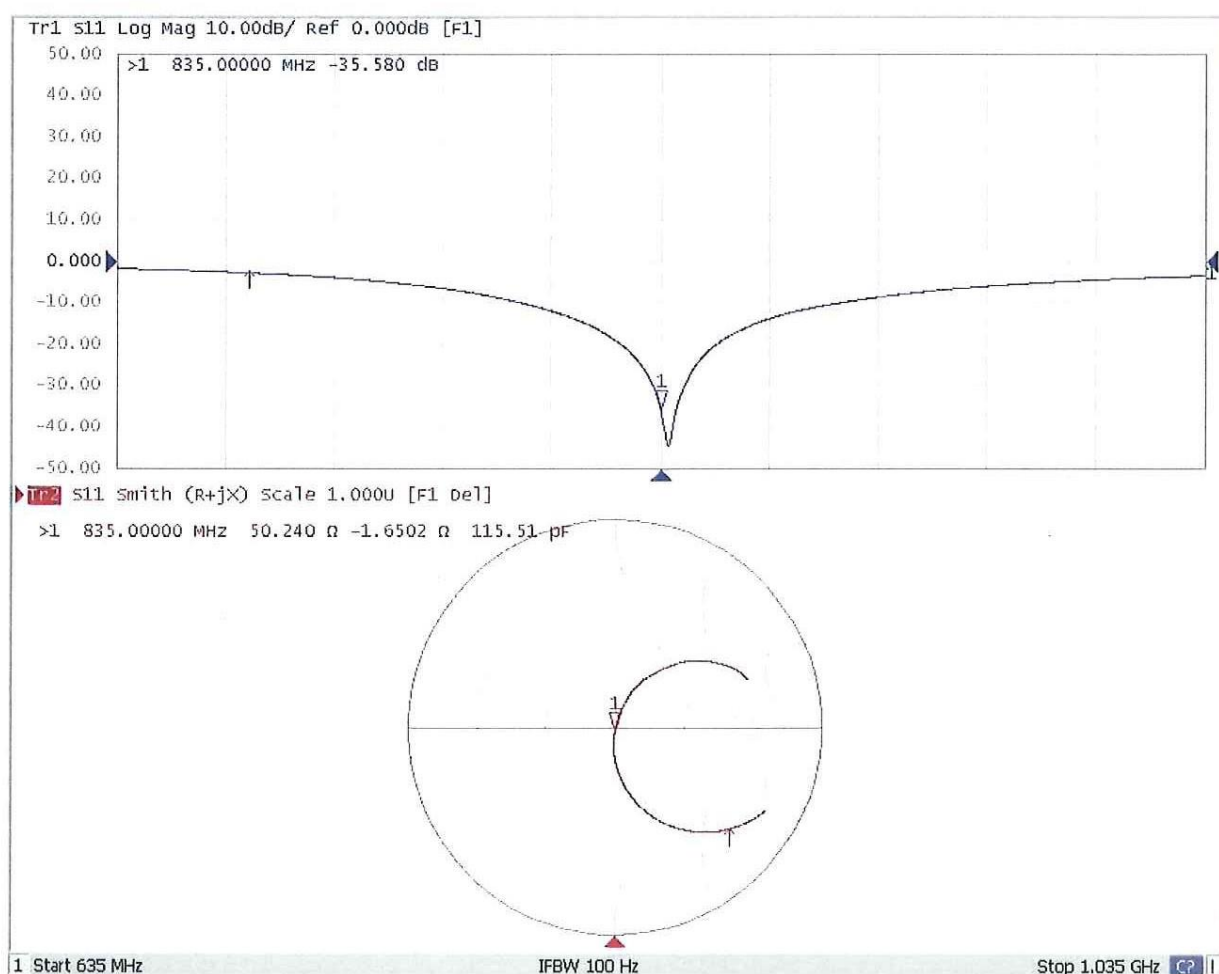 Tr1 S11 Log Mag 10.00dB/ Ref 0.000dB [F1]
50.00
>1 835.00000 MHz -35.580 dB
40.00
30.00
20.00
10.00
0.000
-10.00
-20.00
-30.00
1
-40.00
-50.00
Tr2 S11 Smith (R+jX) Scale 1.000U [F1 Del]
>1 835.00000 MHz 50.240 Ω -1.6502 Ω 115.51 pF
1
1 Start 635 MHz IFBW 100 Hz Stop 1.035 GHz C?